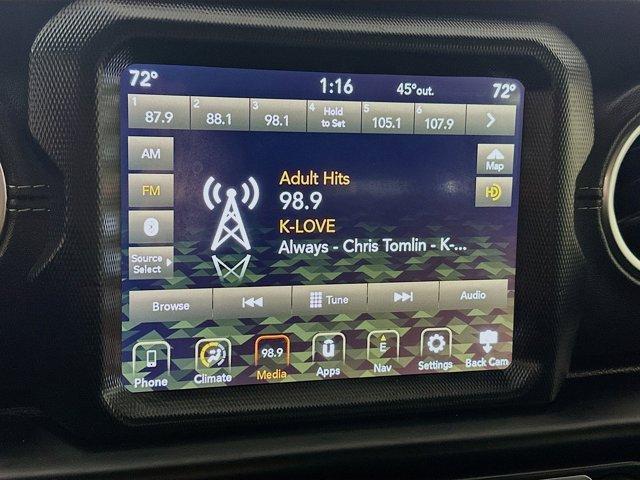 72° 1:16 45°out. 72°
1 87.9 2 88.1 3 98.1 4 Hold to Set 5 105.1 6 107.9
AM
Map
FM
HD
Adult Hits
98.9
K-LOVE
Always - Chris Tomlin - K-...
Source
Select
Browse Tune Audio
98.9 U E
Phone Climate Media Apps Nav Settings Back Cam